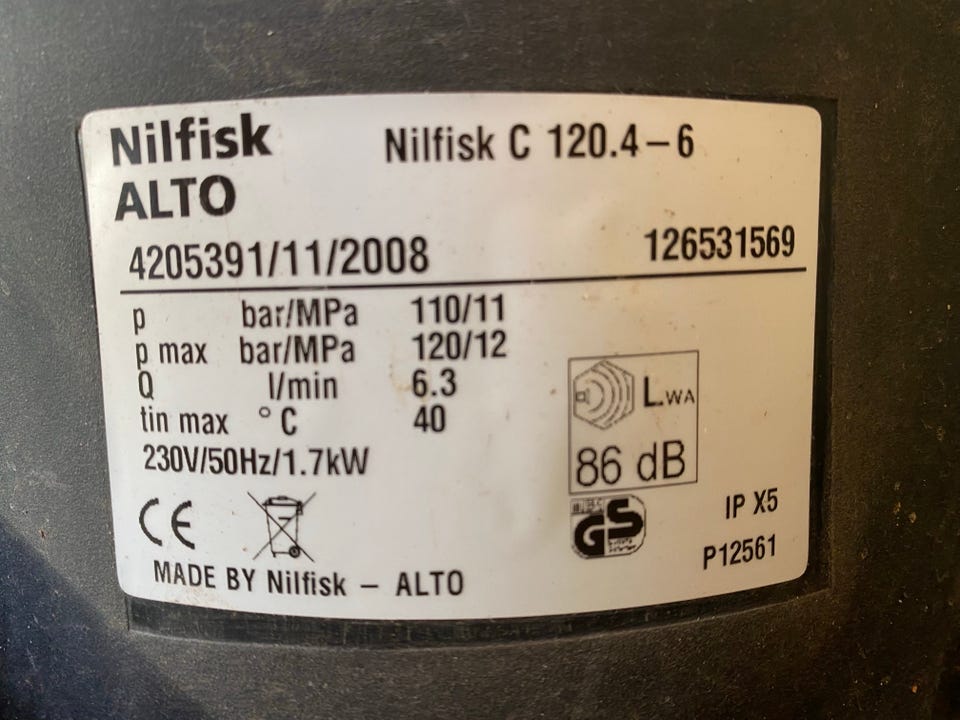 Nilfisk
ALTO
Nilfisk C 120.4 – 6
4205391/11/2008
126531569
p bar/MPa 110/11
p max bar/MPa 120/12
Q l/min 6.3
tin max °C 40
230V/50Hz/1.7kW
LWA
86 dB
CE
GS
IP X5
P12561
MADE BY Nilfisk – ALTO